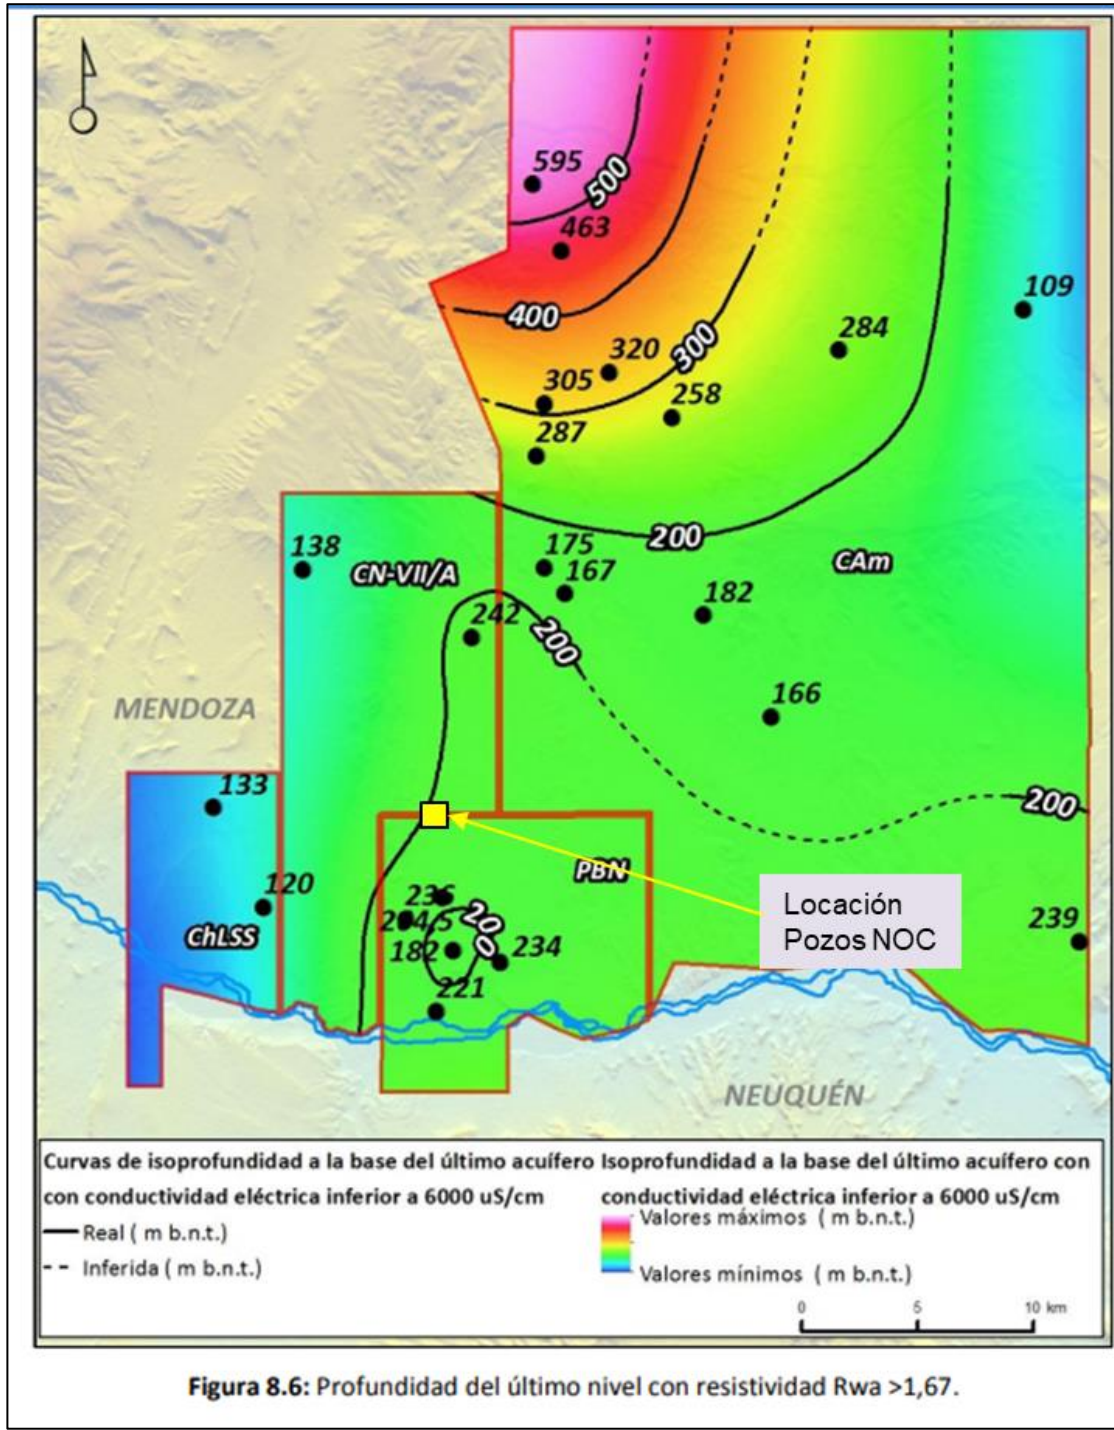 595
500
463
400
109
284
320
300
305
258
287
200
175
138
CN-VII/A
CAm
167
182
242
200
166
MENDOZA
133
200
PBN
120
236
204,5
200
Locación
Pozos NOC
ChLSS
182
234
239
221
NEUQUÉN
Curvas de isoprofundidad a la base del último acuífero
con conductividad eléctrica inferior a 6000 uS/cm
Real ( m b.n.t.)
Inferida ( m b.n.t.)
Isoprofundidad a la base del último acuífero con
conductividad eléctrica inferior a 6000 uS/cm
Valores máximos ( m b.n.t.)
Valores mínimos ( m b.n.t.)
0 5 10 km
Figura 8.6: Profundidad del último nivel con resistividad Rwa >1,67.